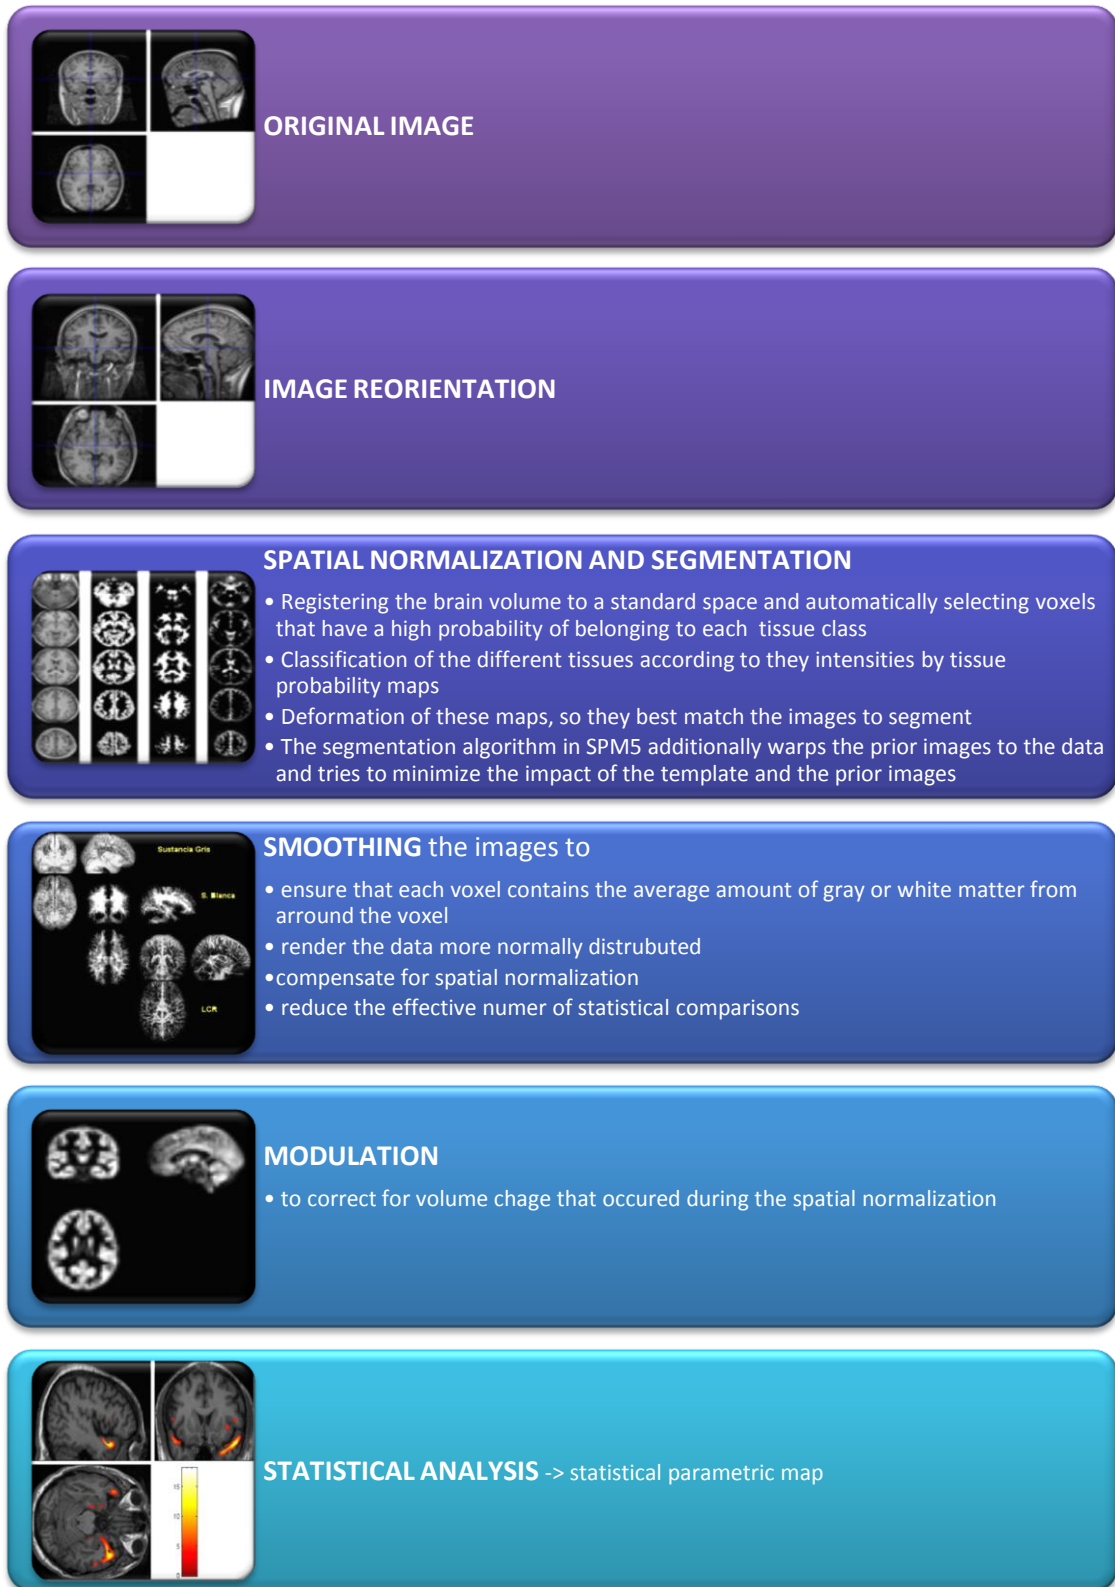 ORIGINAL IMAGE
IMAGE REORIENTATION
SPATIAL NORMALIZATION AND SEGMENTATION
• Registering the brain volume to a standard space and automatically selecting voxels
that have a high probability of belonging to each tissue class
• Classification of the different tissues according to they intensities by tissue
probability maps
• Deformation of these maps, so they best match the images to segment
• The segmentation algorithm in SPM5 additionally warps the prior images to the data
and tries to minimize the impact of the template and the prior images
Sustancia Gris
S. Blanca
LCR
SMOOTHING the images to
• ensure that each voxel contains the average amount of gray or white matter from
arround the voxel
• render the data more normally distrubuted
•compensate for spatial normalization
• reduce the effective numer of statistical comparisons
MODULATION
• to correct for volume chage that occured during the spatial normalization
15
10
5
0
STATISTICAL ANALYSIS -> statistical parametric map